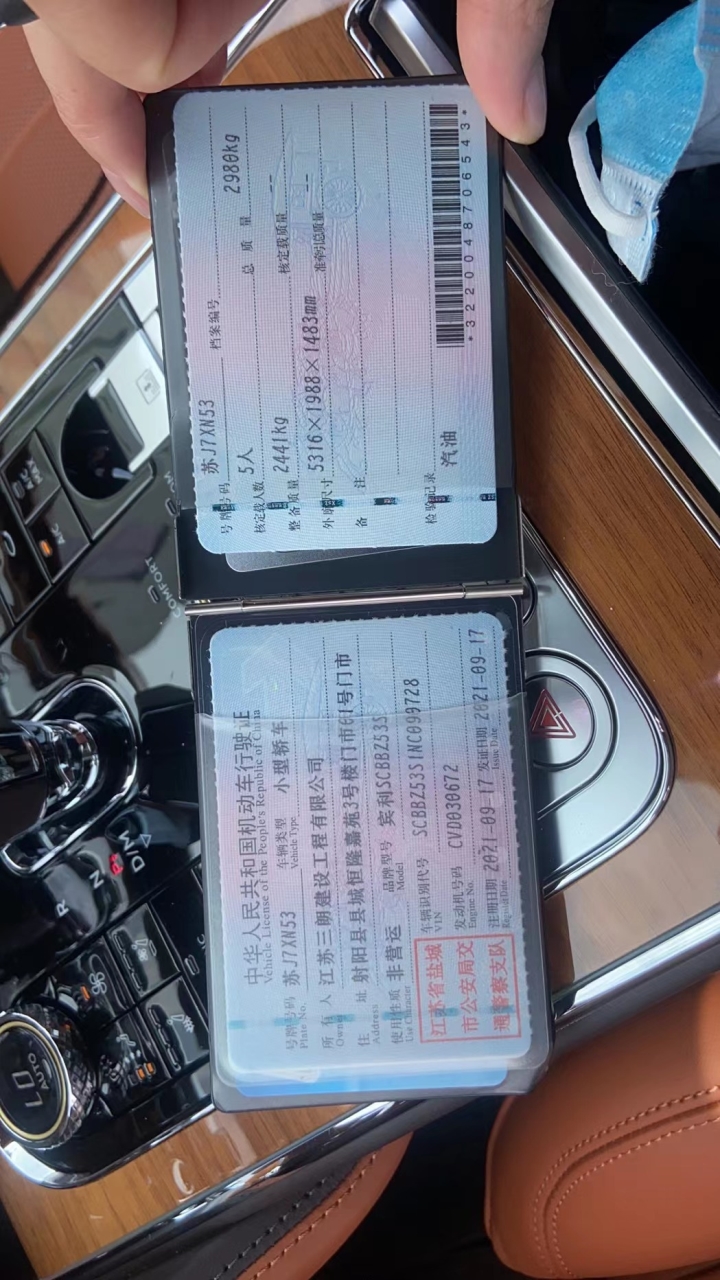 中华人民共和国机动车行驶证
Vehicle License of the People's Republic of China
号牌号码 苏J7XN53 车辆类型 小型轿车
Plate No. Vehicle Type
所有人 江苏三朗建设工程有限公司
Owner
住址 射阳县县城恒隆嘉苑3号楼门市01号门市
Address
使用性质 非营运 品牌型号 宾利SCBBZ53S
Use Character Model
江苏省盐城
市公安局交
通警察支队
车辆识别代号 SCBBZ53S1NC099728
VIN
发动机号码 CVD030672
Engine No.
注册日期 2021-09-17 发证日期 2021-09-17
Register Date Issue Date
号牌号码 苏J7XN53 档案编号
核定载人数 5人 总质量 2980kg
整备质量 2441kg 核定载质量 --
外廓尺寸 5316×1988×1483mm 准牵引总质量 --
备注
检验记录 汽油
*3220048706543*
R
N
P
D/M
COMFORT
A/C
LO
AUTO